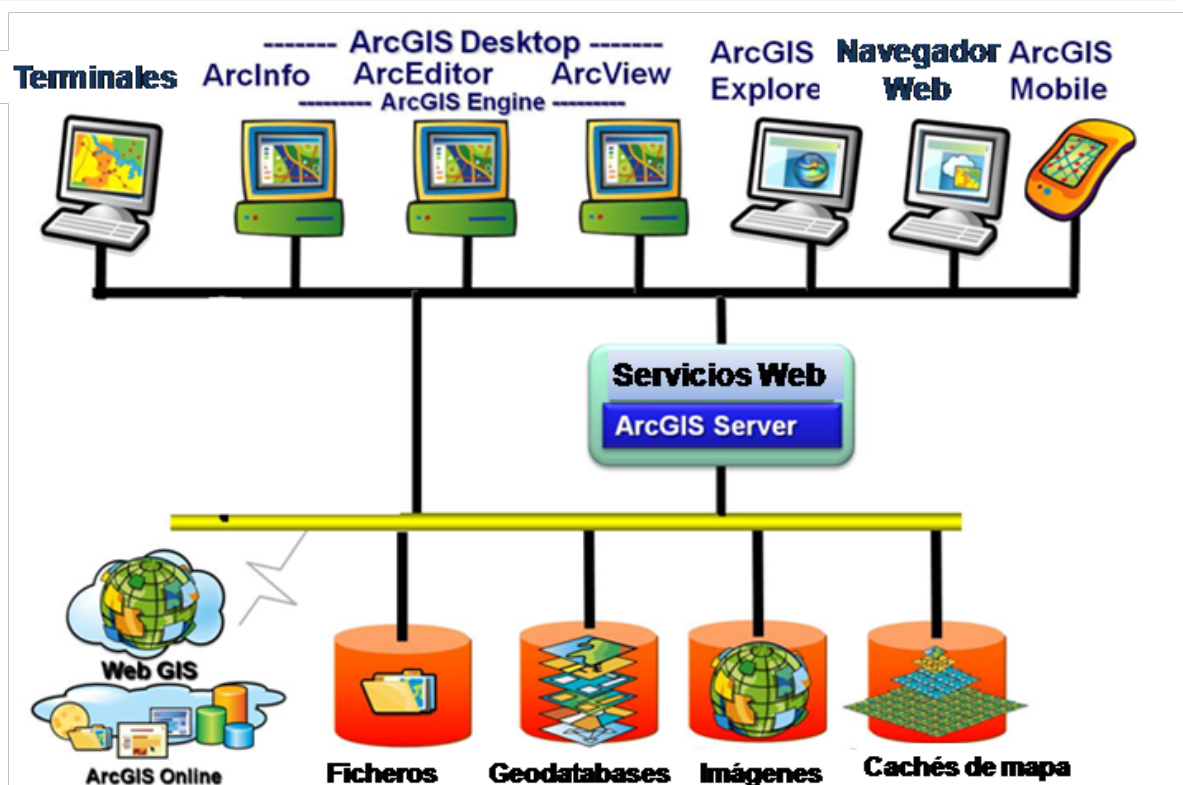 ------- ArcGIS Desktop -------
Terminales
ArcInfo
ArcEditor
ArcView
--------- ArcGIS Engine ---------
ArcGIS
Explore
Navegador
Web
ArcGIS
Mobile
Servicios Web
ArcGIS Server
Web GIS
ArcGIS Online
Ficheros
Geodatabases
Imágenes
Cachés de mapa